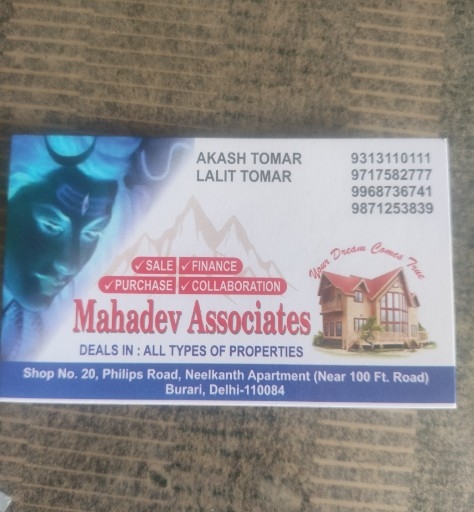 AKASH TOMAR
LALIT TOMAR
9313110111
9717582777
9968736741
9871253839
✓ SALE ✓ FINANCE
✓ PURCHASE ✓ COLLABORATION
Your Dream Comes True
Mahadev Associates
DEALS IN : ALL TYPES OF PROPERTIES
Shop No. 20, Philips Road, Neelkanth Apartment (Near 100 Ft. Road)
Burari, Delhi-110084